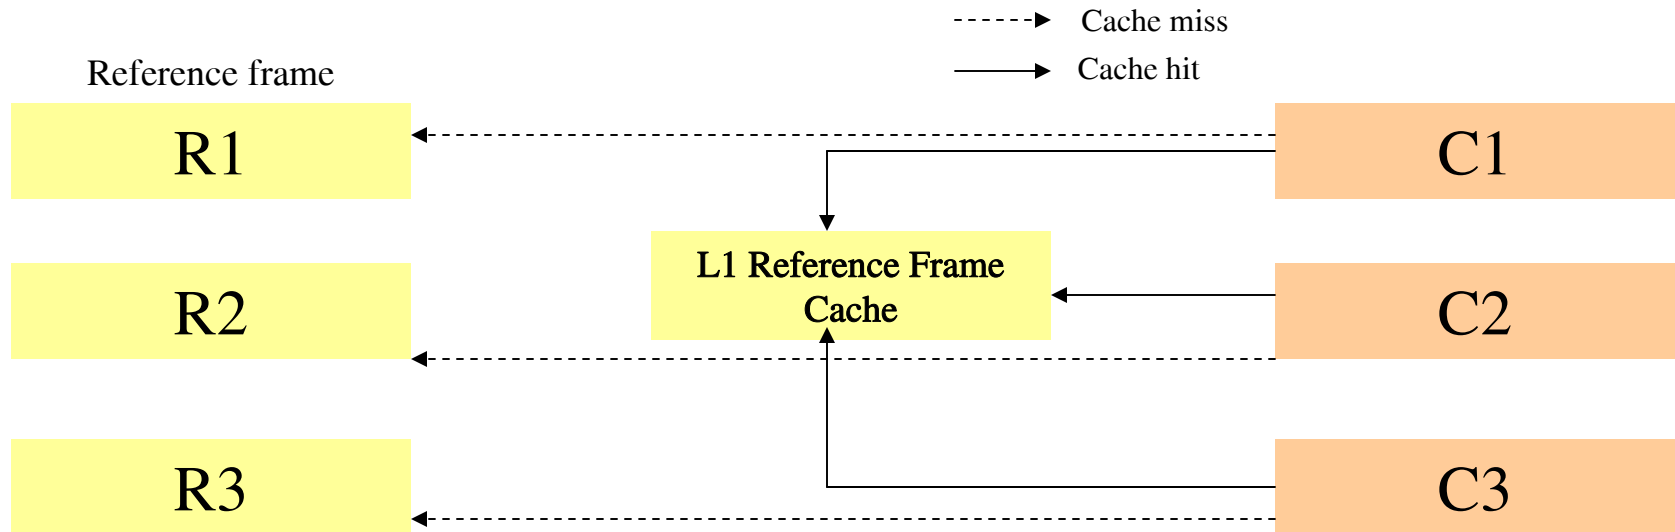 Cache miss
Reference frame
Cache hit
R1
C1
L1 Reference Frame
Cache
R2
C2
R3
C3